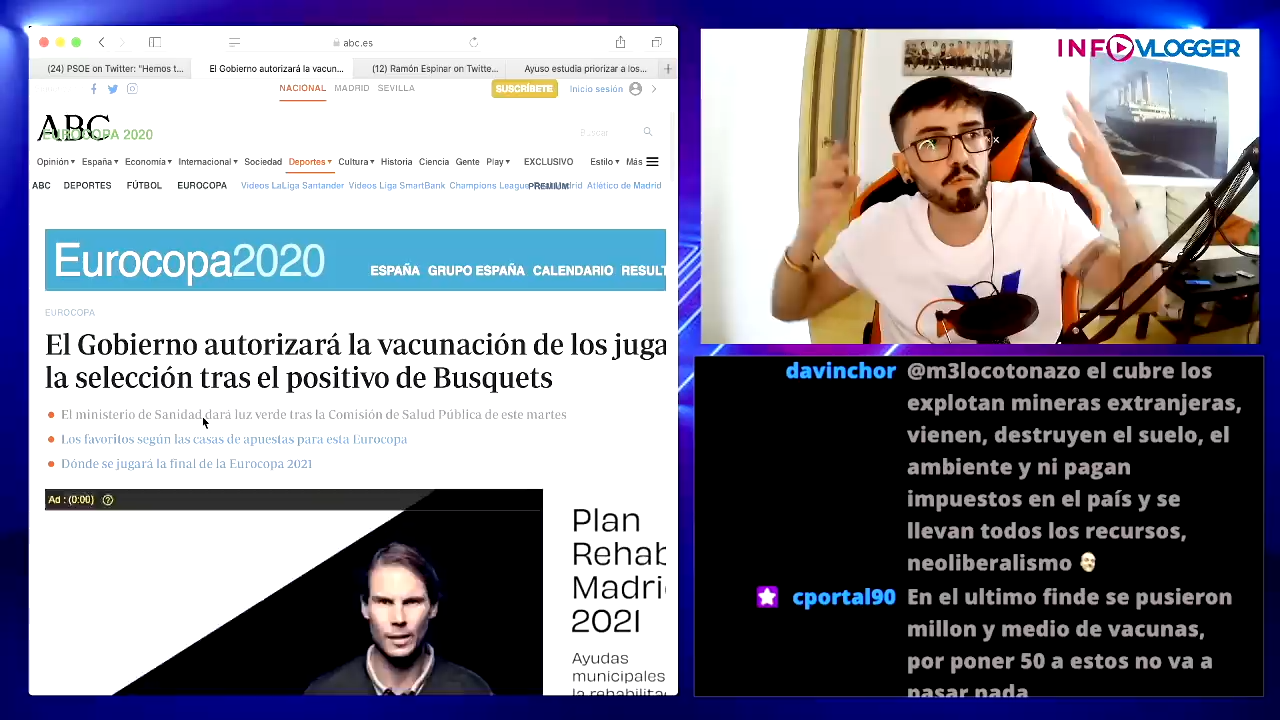 abc.es
(24) PSOE on Twitter: "Hemos t...
El Gobierno autorizará la vacun...
(12) Ramón Espinar on Twitte...
Ayuso estudia priorizar a los...
NACIONAL MADRID SEVILLA
SUSCRÍBETE
Inicio sesión
ABC
EUROCOPA 2020
Buscar
Opinión España Economía Internacional Sociedad Deportes Cultura Historia Ciencia Gente Play EXCLUSIVO Estilo Más
PREMIUM
ABC DEPORTES FÚTBOL EUROCOPA Vídeos LaLiga Santander Vídeos Liga SmartBank Champions League Atlético de Madrid
Eurocopa2020
ESPAÑA GRUPO ESPAÑA CALENDARIO RESULT
EUROCOPA
El Gobierno autorizará la vacunación de los juga
la selección tras el positivo de Busquets
El ministerio de Sanidad dará luz verde tras la Comisión de Salud Pública de este martes
Los favoritos según las casas de apuestas para esta Eurocopa
Dónde se jugará la final de la Eurocopa 2021
Ad : (0:00)
Plan
Rehab
Madri
2021
Ayudas
municipales
la rehabilita
INFOVLOGGER
davinchor @m3locotonazo el cubre los
explotan mineras extranjeras,
vienen, destruyen el suelo, el
ambiente y ni pagan
impuestos en el país y se
llevan todos los recursos,
neoliberalismo
cportal90 En el ultimo finde se pusieron
millon y medio de vacunas,
por poner 50 a estos no va a
pasar nada